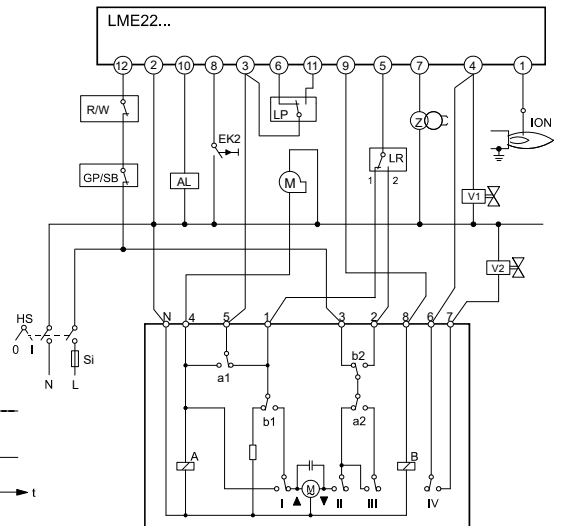 LME22...
12 2 10 8 3 6 11 9 5 7 4 1
R/W
LP
Z
ION
EK2
LR
GP/SB
AL
M
1 2
V1
V2
HS
0 I
Si
N L
N 4 5 1 3 2 8 6 7
b2
a1
b1
a2
A
B
I M II III IV
t